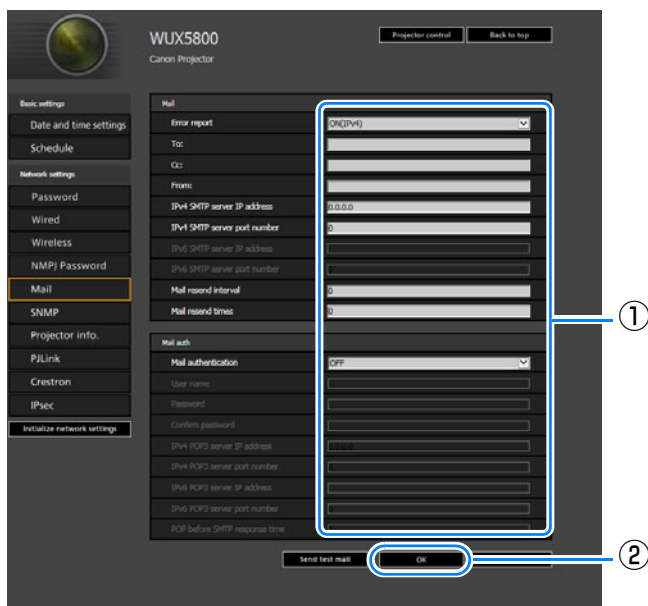 WUX5800
Canon Projector
Projector control
Back to top
Basic settings
Date and time settings
Schedule
Network settings
Password
Wired
Wireless
NMPJ Password
Mail
SNMP
Projector info.
PJLink
Crestron
IPsec
Initialize network settings
Mail
Error report ON(IPv4)
To:
Cc:
From:
IPv4 SMTP server IP address 0.0.0.0
IPv4 SMTP server port number 0
IPv6 SMTP server IP address
IPv6 SMTP server port number
Mail resend interval 0
Mail resend times 0
Mail auth
Mail authentication OFF
User name
Password
Confirm password
IPv4 POP3 server IP address 0.0.0.0
IPv4 POP3 server port number
IPv6 POP3 server IP address
IPv6 POP3 server port number
POP before SMTP response time
Send test mail
OK
①
②